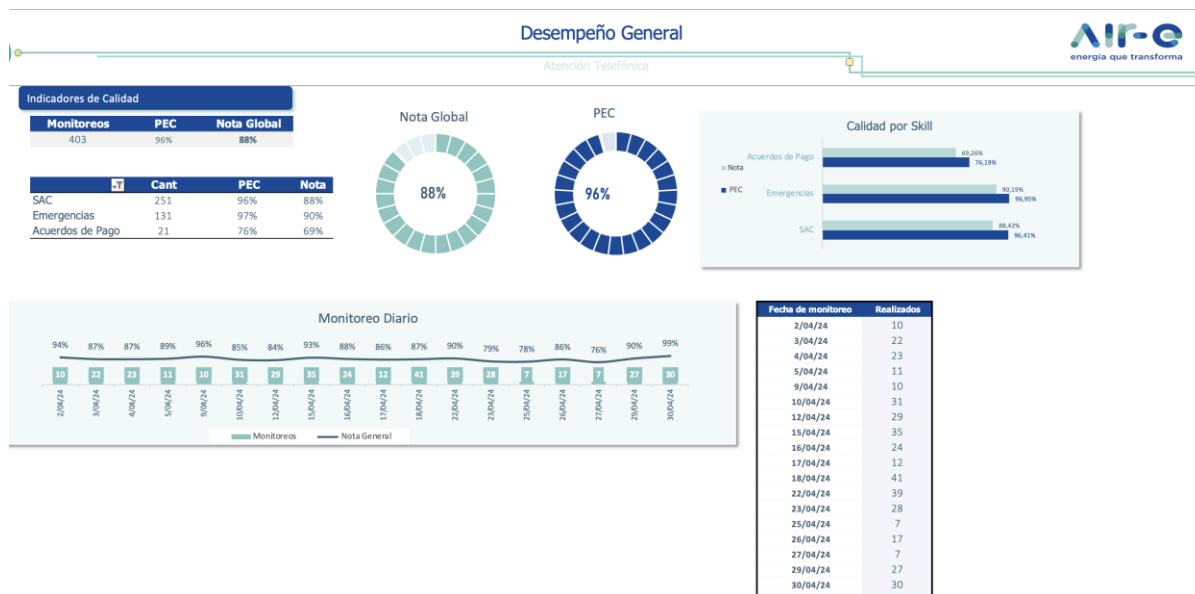 Desempeño General
Atención Telefónica
AIr-e
energía que transforma
Indicadores de Calidad
Monitoreos PEC Nota Global
403 96% 88%
Cant PEC Nota
SAC 251 96% 88%
Emergencias 131 97% 90%
Acuerdos de Pago 21 76% 69%
Nota Global
88%
PEC
96%
Calidad por Skill
Nota
PEC
Acuerdos de Pago 69,26%
76,19%
Emergencias 90,19%
96,95%
SAC 88,42%
96,41%
Monitoreo Diario
94% 87% 87% 89% 96% 85% 84% 93% 88% 86% 87% 90% 79% 78% 86% 76% 90% 99%
10 22 23 11 10 31 29 35 24 12 41 39 28 7 17 7 27 30
2/04/24 3/04/24 4/04/24 5/04/24 9/04/24 10/04/24 12/04/24 15/04/24 16/04/24 17/04/24 18/04/24 22/04/24 23/04/24 25/04/24 26/04/24 27/04/24 29/04/24 30/04/24
Monitoreos Nota General
Fecha de monitoreo Realizados
2/04/24 10
3/04/24 22
4/04/24 23
5/04/24 11
9/04/24 10
10/04/24 31
12/04/24 29
15/04/24 35
16/04/24 24
17/04/24 12
18/04/24 41
22/04/24 39
23/04/24 28
25/04/24 7
26/04/24 17
27/04/24 7
29/04/24 27
30/04/24 30